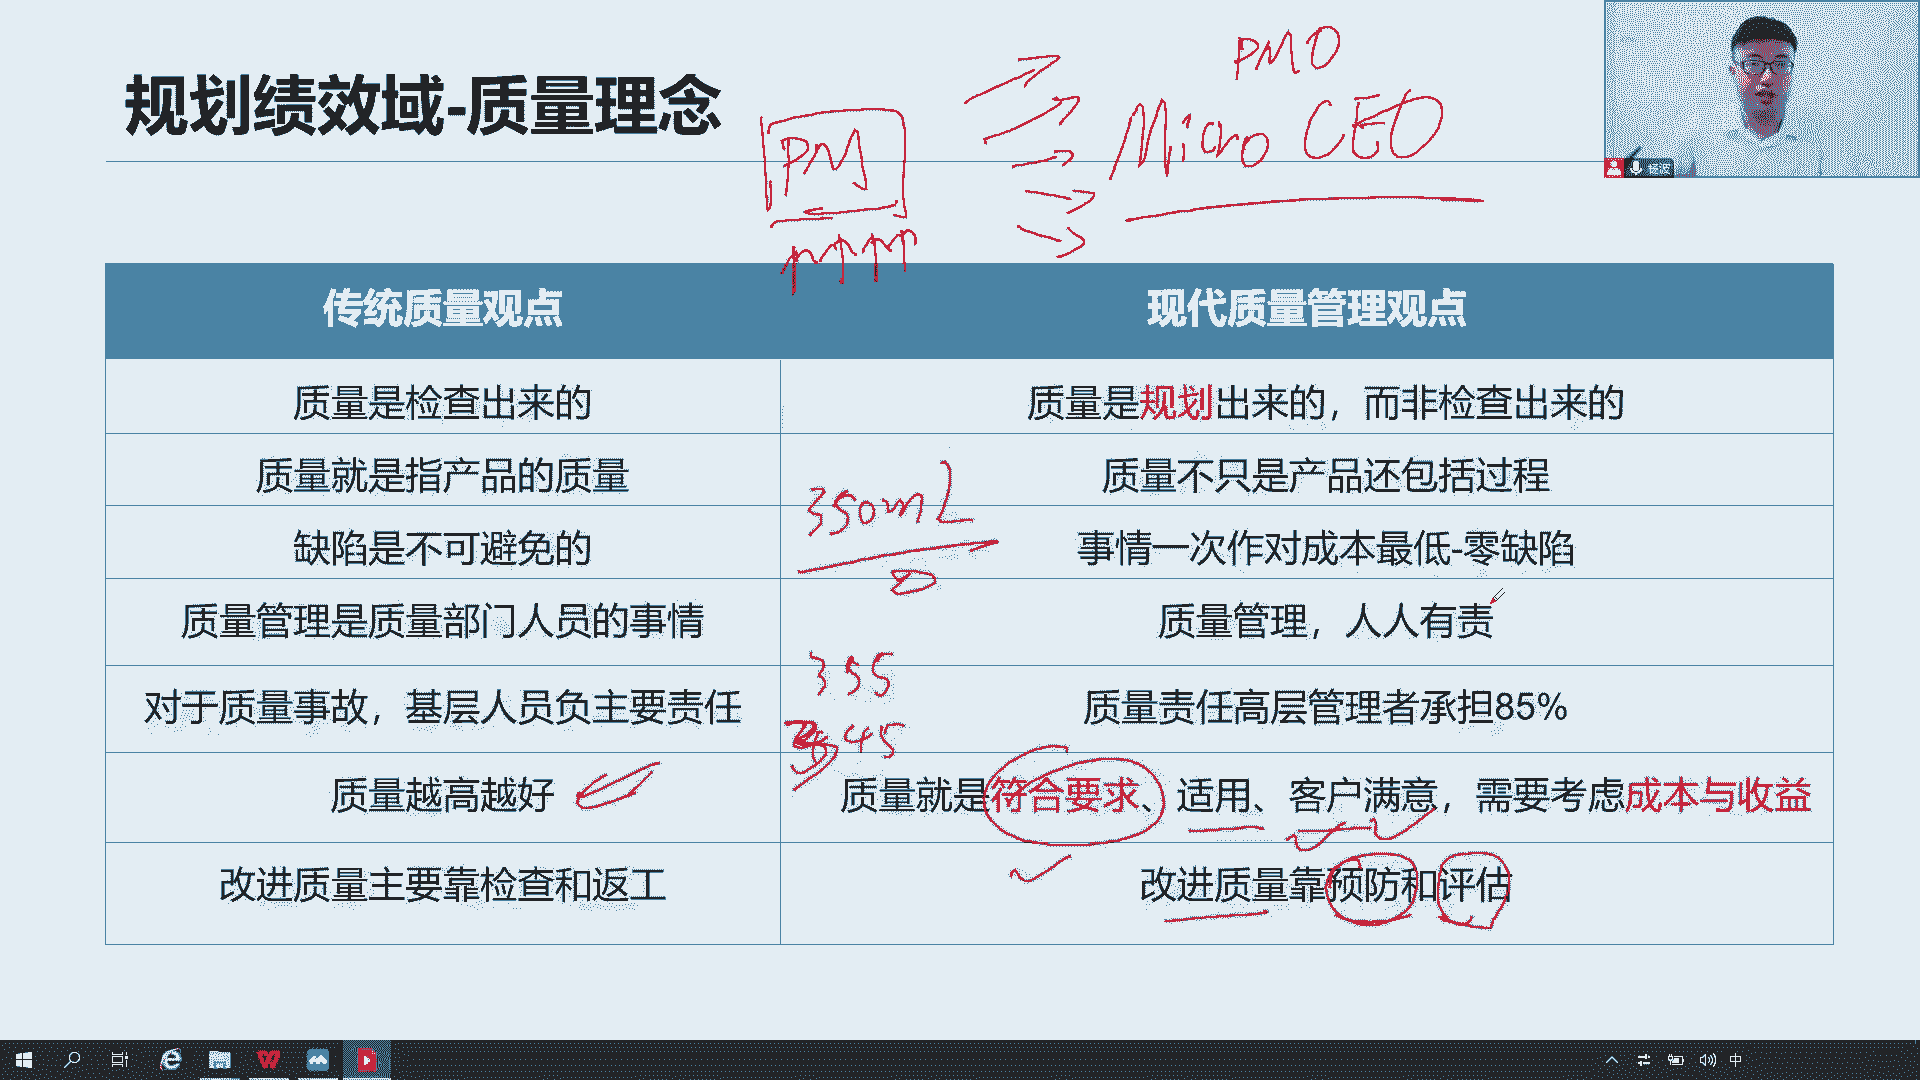 规划绩效域-质量理念
PM
PMO
Micro CEO
杨波
传统质量观点
现代质量管理观点
质量是检查出来的
质量是规划出来的，而非检查出来的
质量就是指产品的质量
质量不只是产品还包括过程
350mL
缺陷是不可避免的
事情一次作对成本最低-零缺陷
质量管理是质量部门人员的事情
质量管理，人人有责
355
对于质量事故，基层人员负主要责任
质量责任高层管理者承担85%
345
质量越高越好
质量就是符合要求、适用、客户满意，需要考虑成本与收益
改进质量主要靠检查和返工
改进质量靠预防和评估
中